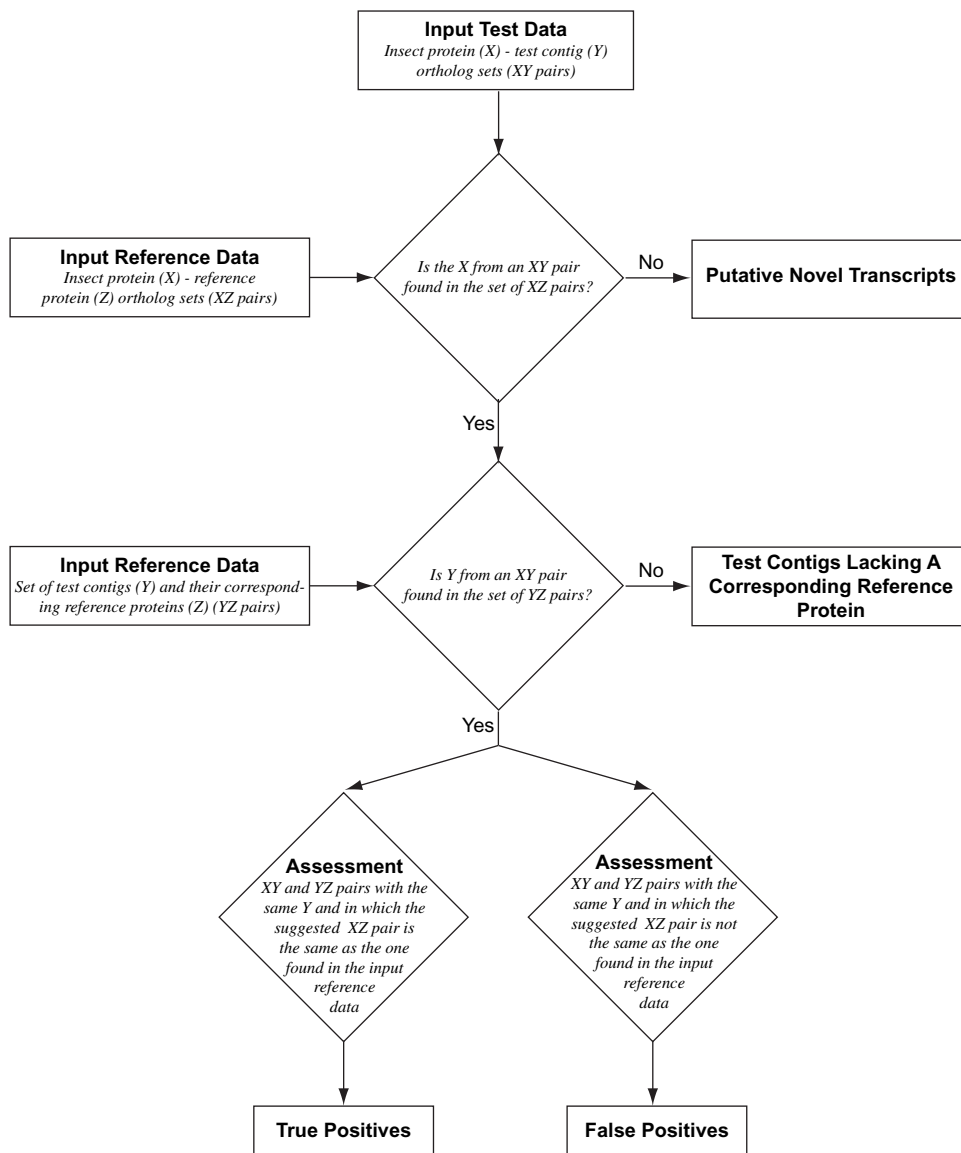 Input Test Data
Insect protein (X) - test contig (Y)
ortholog sets (XY pairs)
Input Reference Data
Insect protein (X) - reference
protein (Z) ortholog sets (XZ pairs)
Is the X from an XY pair
found in the set of XZ pairs?
No
Putative Novel Transcripts
Yes
Input Reference Data
Set of test contigs (Y) and their correspond-
ing reference proteins (Z) (YZ pairs)
Is Y from an XY pair
found in the set of YZ pairs?
No
Test Contigs Lacking A
Corresponding Reference
Protein
Yes
Assessment
XY and YZ pairs with the
same Y and in which the
suggested XZ pair is
the same as the one
found in the input
reference
data
Assessment
XY and YZ pairs with the
same Y and in which the
suggested XZ pair is not
the same as the one
found in the input
reference
data
True Positives
False Positives